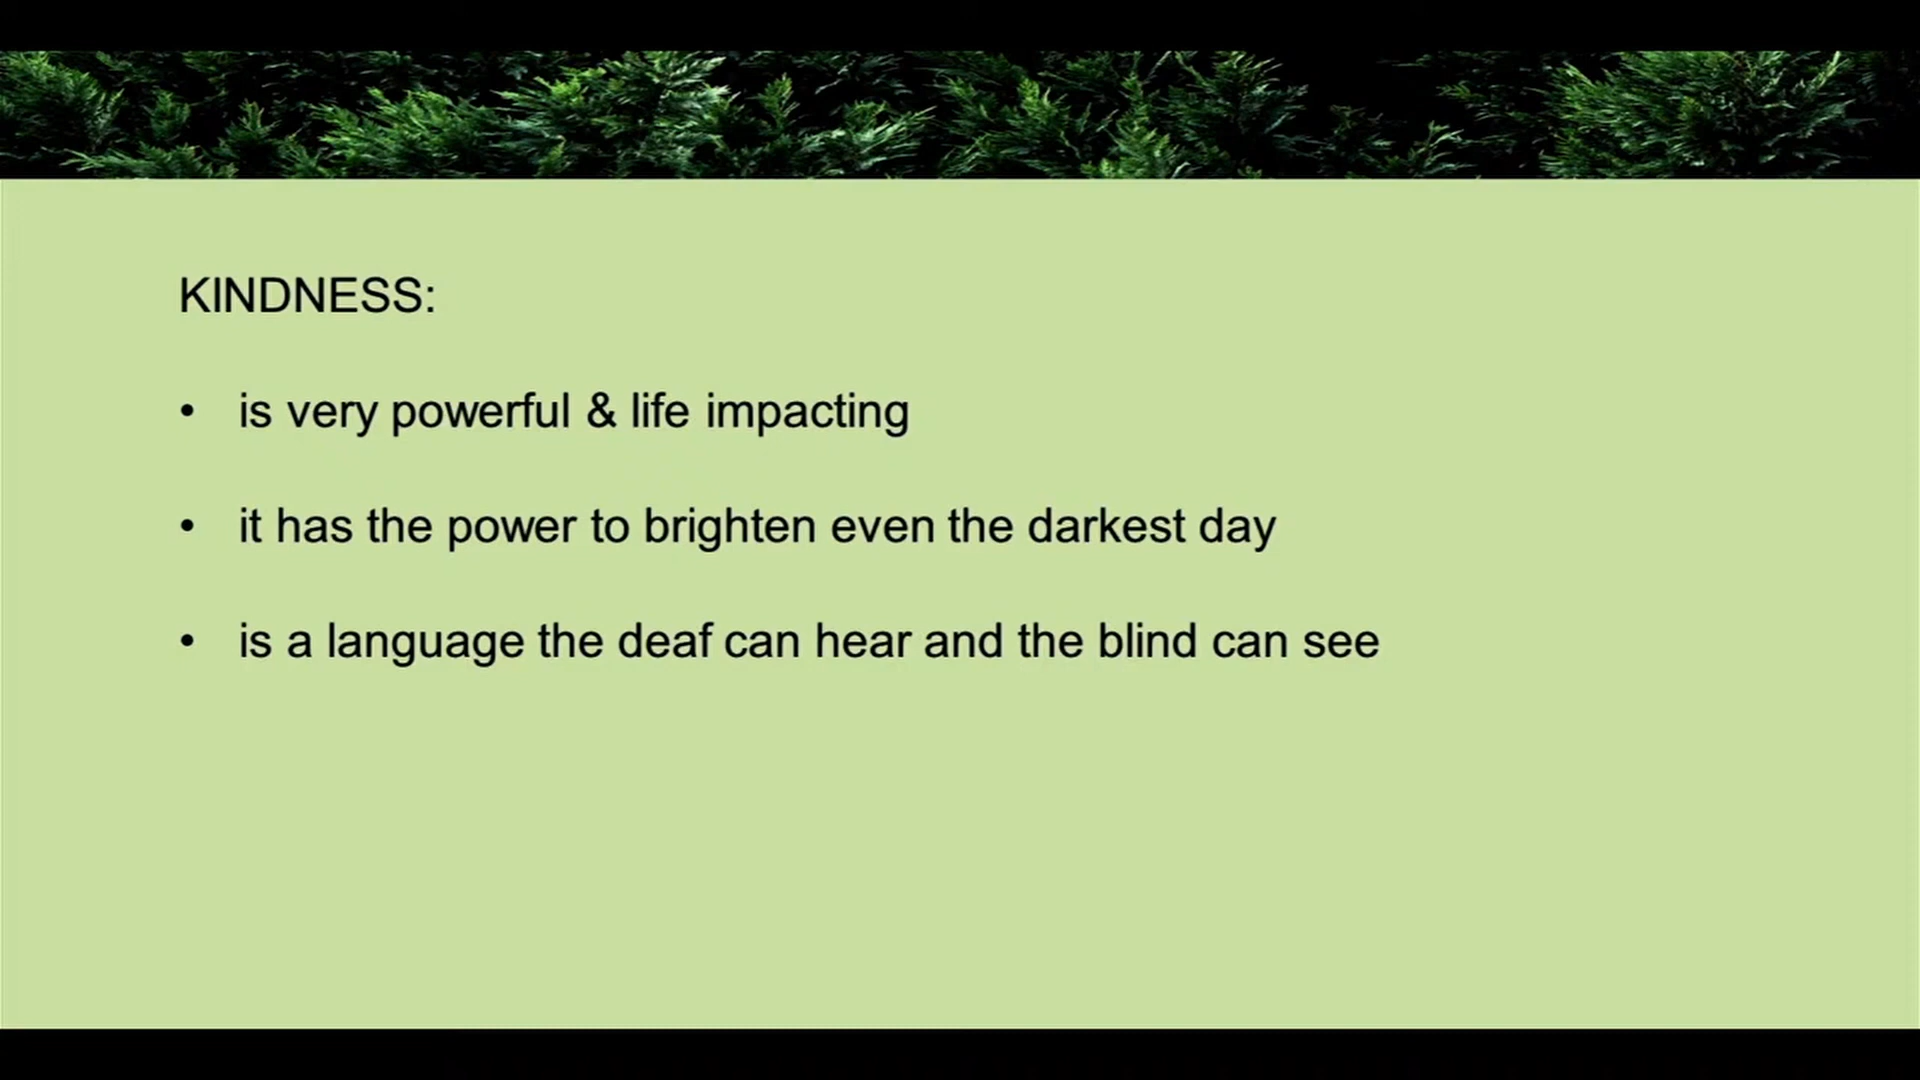 KINDNESS:
• is very powerful & life impacting
• it has the power to brighten even the darkest day
• is a language the deaf can hear and the blind can see